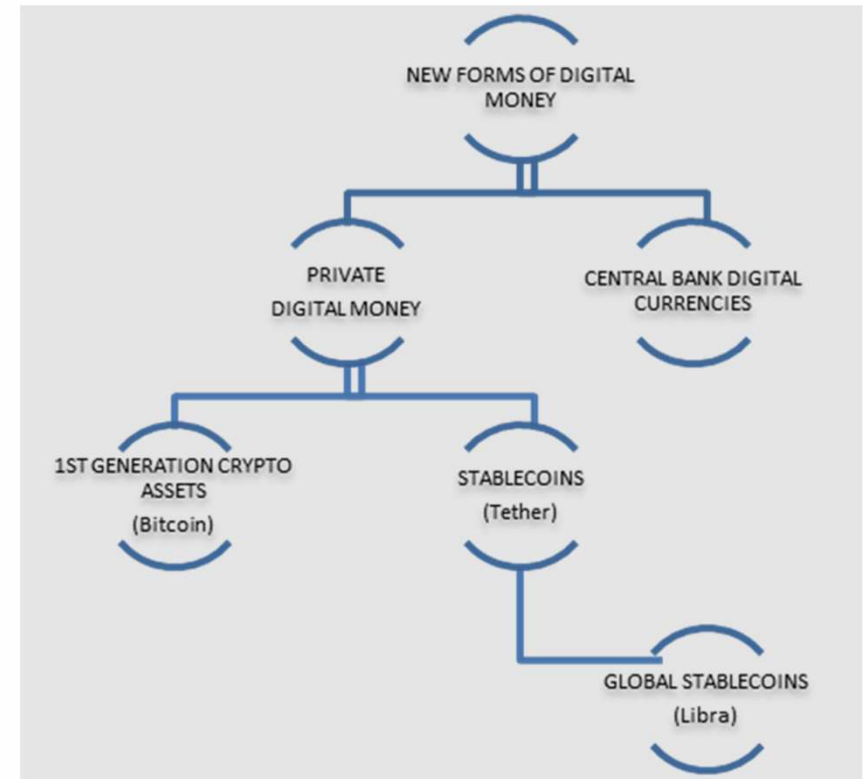 NEW FORMS OF DIGITAL
MONEY
PRIVATE
DIGITAL MONEY
CENTRAL BANK DIGITAL
CURRENCIES
1ST GENERATION CRYPTO
ASSETS
(Bitcoin)
STABLECOINS
(Tether)
GLOBAL STABLECOINS
(Libra)